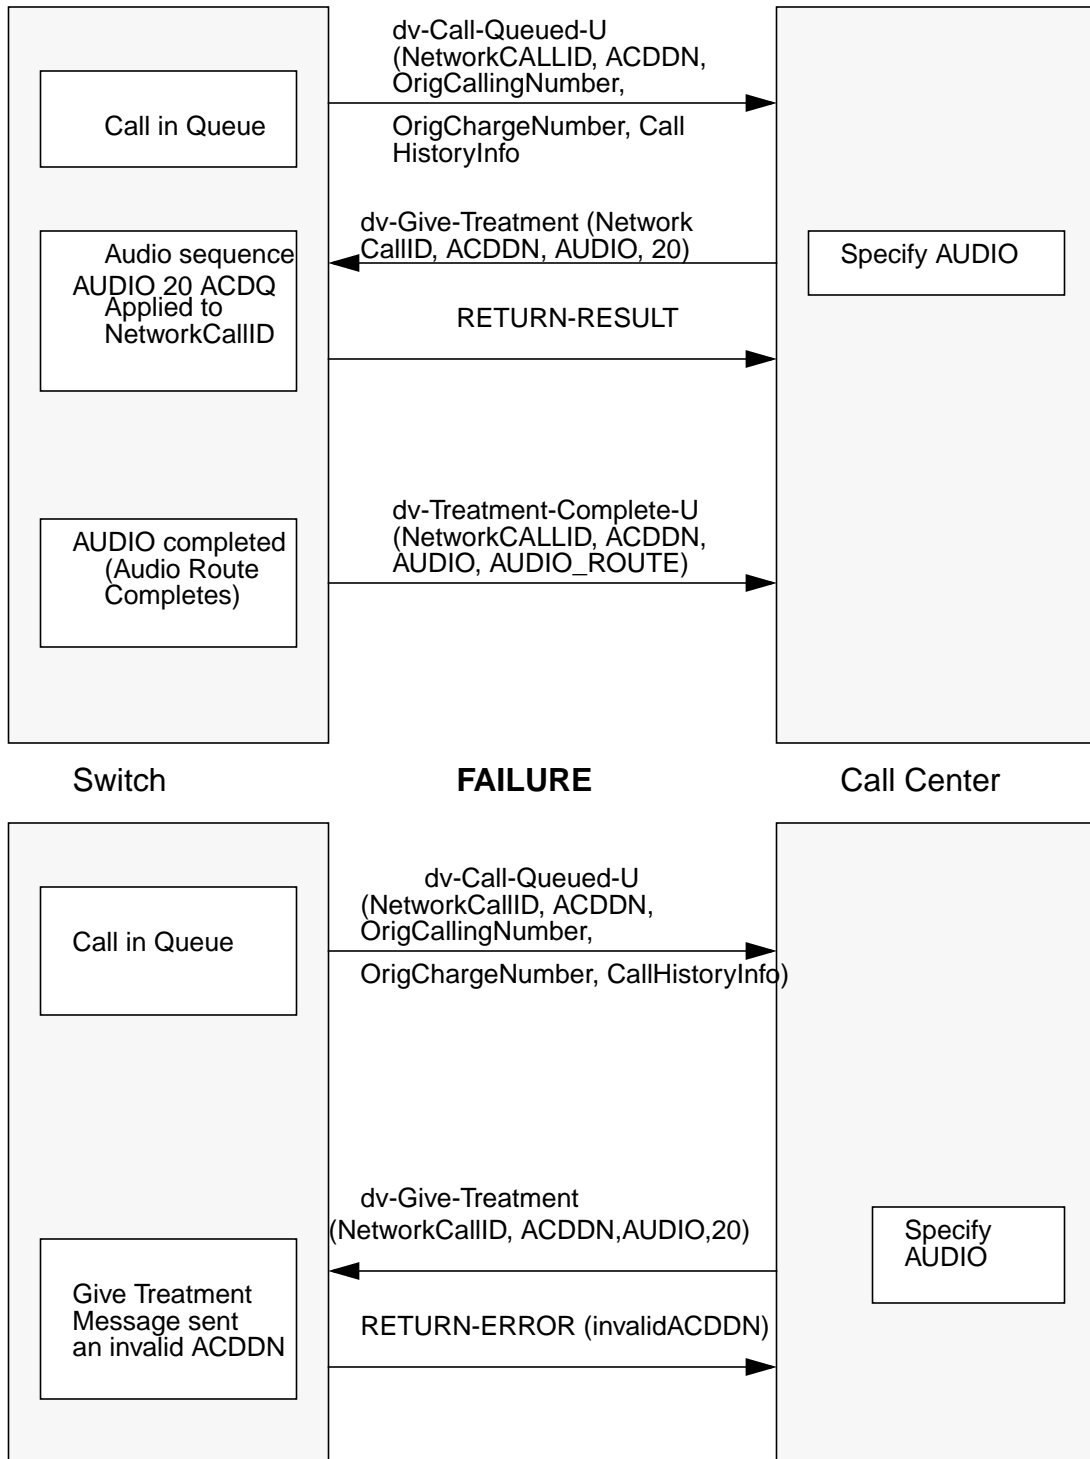 dv-Call-Queued-U
(NetworkCALLID, ACDDN,
OrigCallingNumber,
Call in Queue
OrigChargeNumber, Call
HistoryInfo
dv-Give-Treatment (Network
CallID, ACDDN, AUDIO, 20)
Audio sequence
AUDIO 20 ACDQ
Applied to
NetworkCallID
Specify AUDIO
RETURN-RESULT
dv-Treatment-Complete-U
(NetworkCALLID, ACDDN,
AUDIO, AUDIO_ROUTE)
AUDIO completed
(Audio Route
Completes)
Switch
FAILURE
Call Center
dv-Call-Queued-U
(NetworkCallID, ACDDN,
OrigCallingNumber,
Call in Queue
OrigChargeNumber, CallHistoryInfo)
dv-Give-Treatment
(NetworkCallID, ACDDN,AUDIO,20)
Specify
AUDIO
Give Treatment
Message sent
an invalid ACDDN
RETURN-ERROR (invalidACDDN)